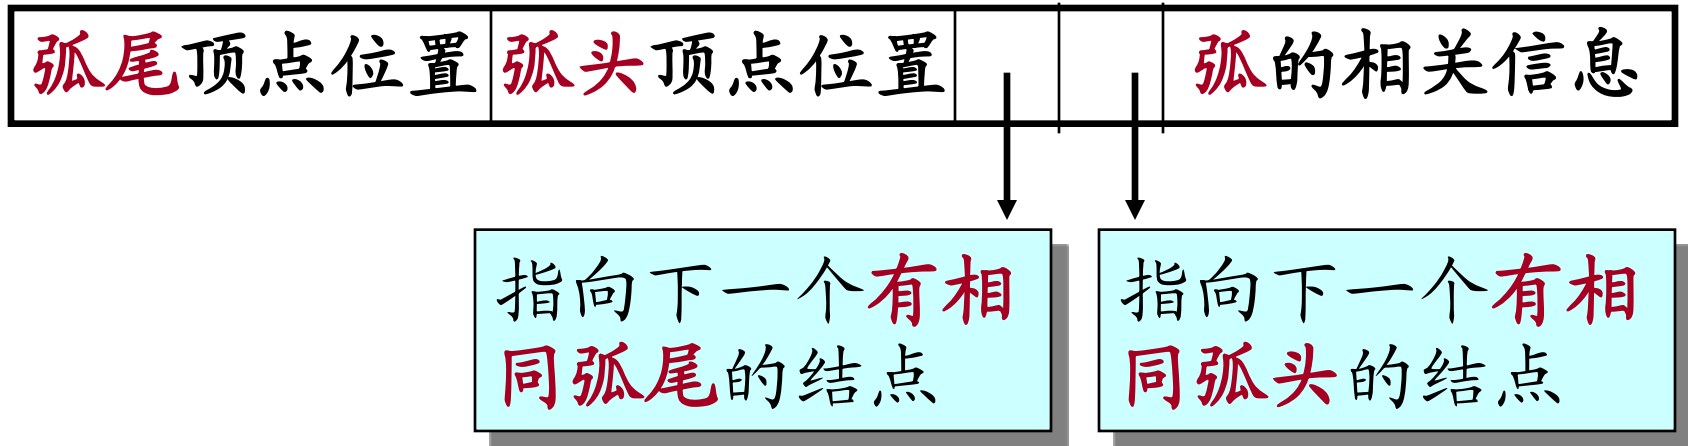 弧尾顶点位置 弧头顶点位置 弧的相关信息
指向下一个有相
同弧尾的结点
指向下一个有相
同弧头的结点